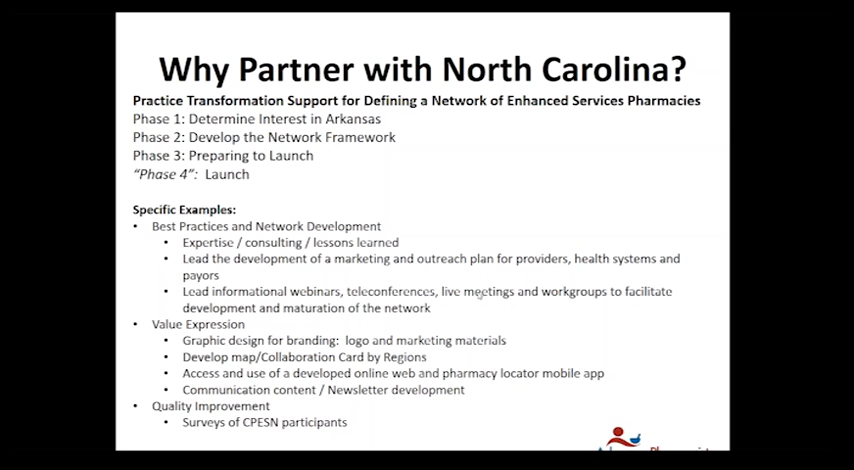 Why Partner with North Carolina?
Practice Transformation Support for Defining a Network of Enhanced Services Pharmacies
Phase 1: Determine Interest in Arkansas
Phase 2: Develop the Network Framework
Phase 3: Preparing to Launch
"Phase 4": Launch
Specific Examples:
• Best Practices and Network Development
• Expertise / consulting / lessons learned
• Lead the development of a marketing and outreach plan for providers, health systems and
payors
• Lead informational webinars, teleconferences, live meetings and workgroups to facilitate
development and maturation of the network
• Value Expression
• Graphic design for branding: logo and marketing materials
• Develop map/Collaboration Card by Regions
• Access and use of a developed online web and pharmacy locator mobile app
• Communication content / Newsletter development
• Quality Improvement
• Surveys of CPESN participants